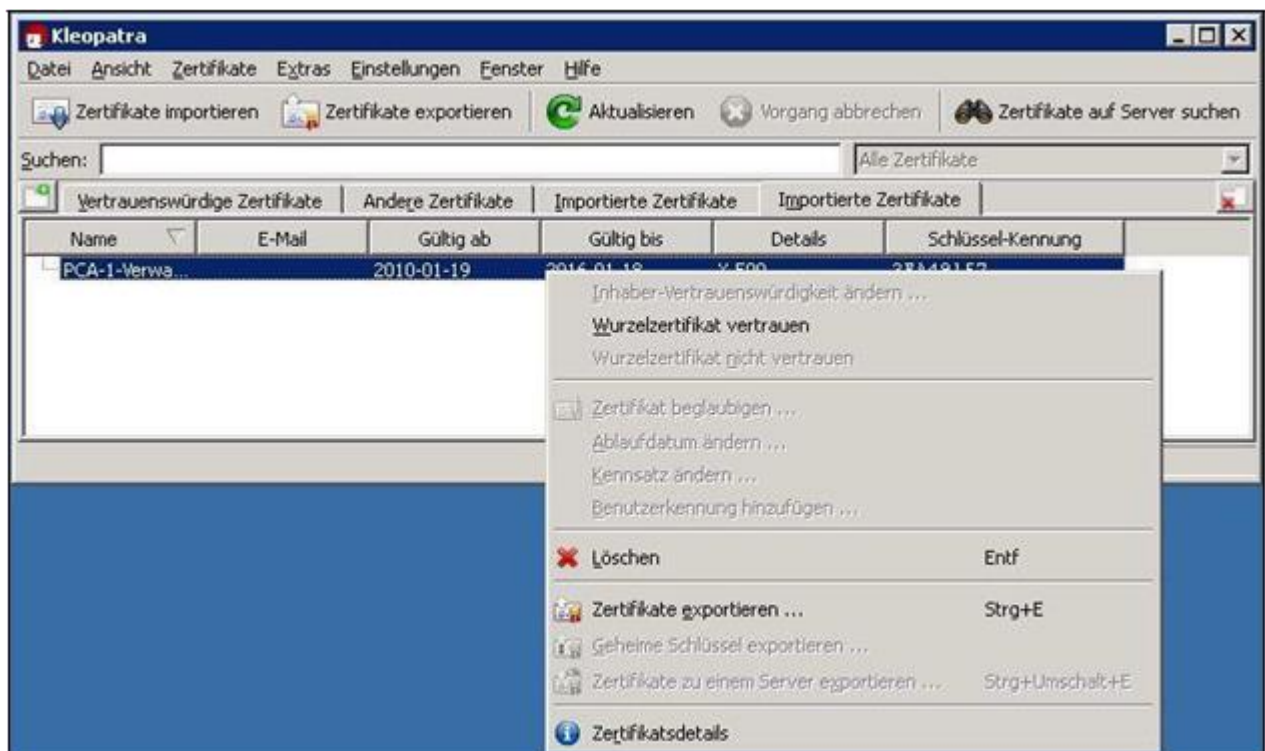 Kleopatra
Datei Ansicht Zertifikate Extras Einstellungen Fenster Hilfe
Zertifikate importieren Zertifikate exportieren Aktualisieren Vorgang abbrechen Zertifikate auf Server suchen
Suchen: Alle Zertifikate
Vertrauenswürdige Zertifikate Andere Zertifikate Importierte Zertifikate Importierte Zertifikate
Name E-Mail Gültig ab Gültig bis Details Schlüssel-Kennung
PCA-1-Verwa... 2010-01-19 2016-01-19 X.509
Inhaber-Vertrauenswürdigkeit ändern ...
Wurzelzertifikat vertrauen
Wurzelzertifikat nicht vertrauen
Zertifikat beglaubigen ...
Ablaufdatum ändern ...
Kennsatz ändern ...
Benutzerkennung hinzufügen ...
Löschen Entf
Zertifikate exportieren ... Strg+E
Geheime Schlüssel exportieren ...
Zertifikate zu einem Server exportieren ... Strg+Umschalt+E
Zertifikatsdetails